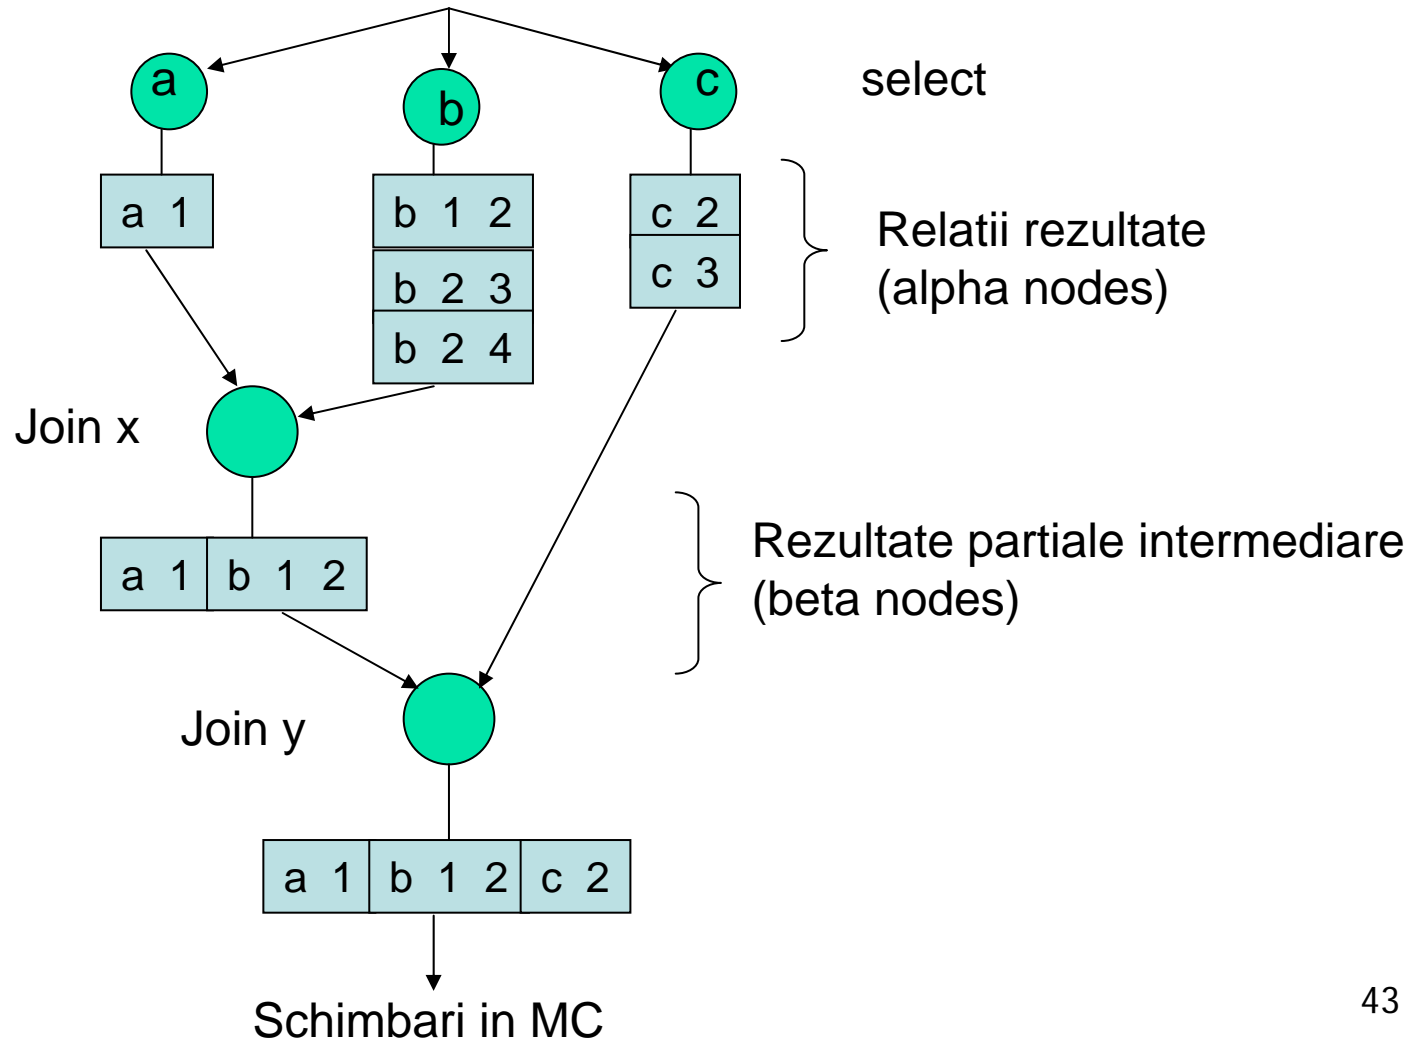 a
b
c
select
a 1
b 1 2
c 2
b 2 3
c 3
b 2 4
Relatii rezultate
(alpha nodes)
Join x
a 1 b 1 2
Rezultate partiale intermediare
(beta nodes)
Join y
a 1 b 1 2 c 2
Schimbari in MC
43